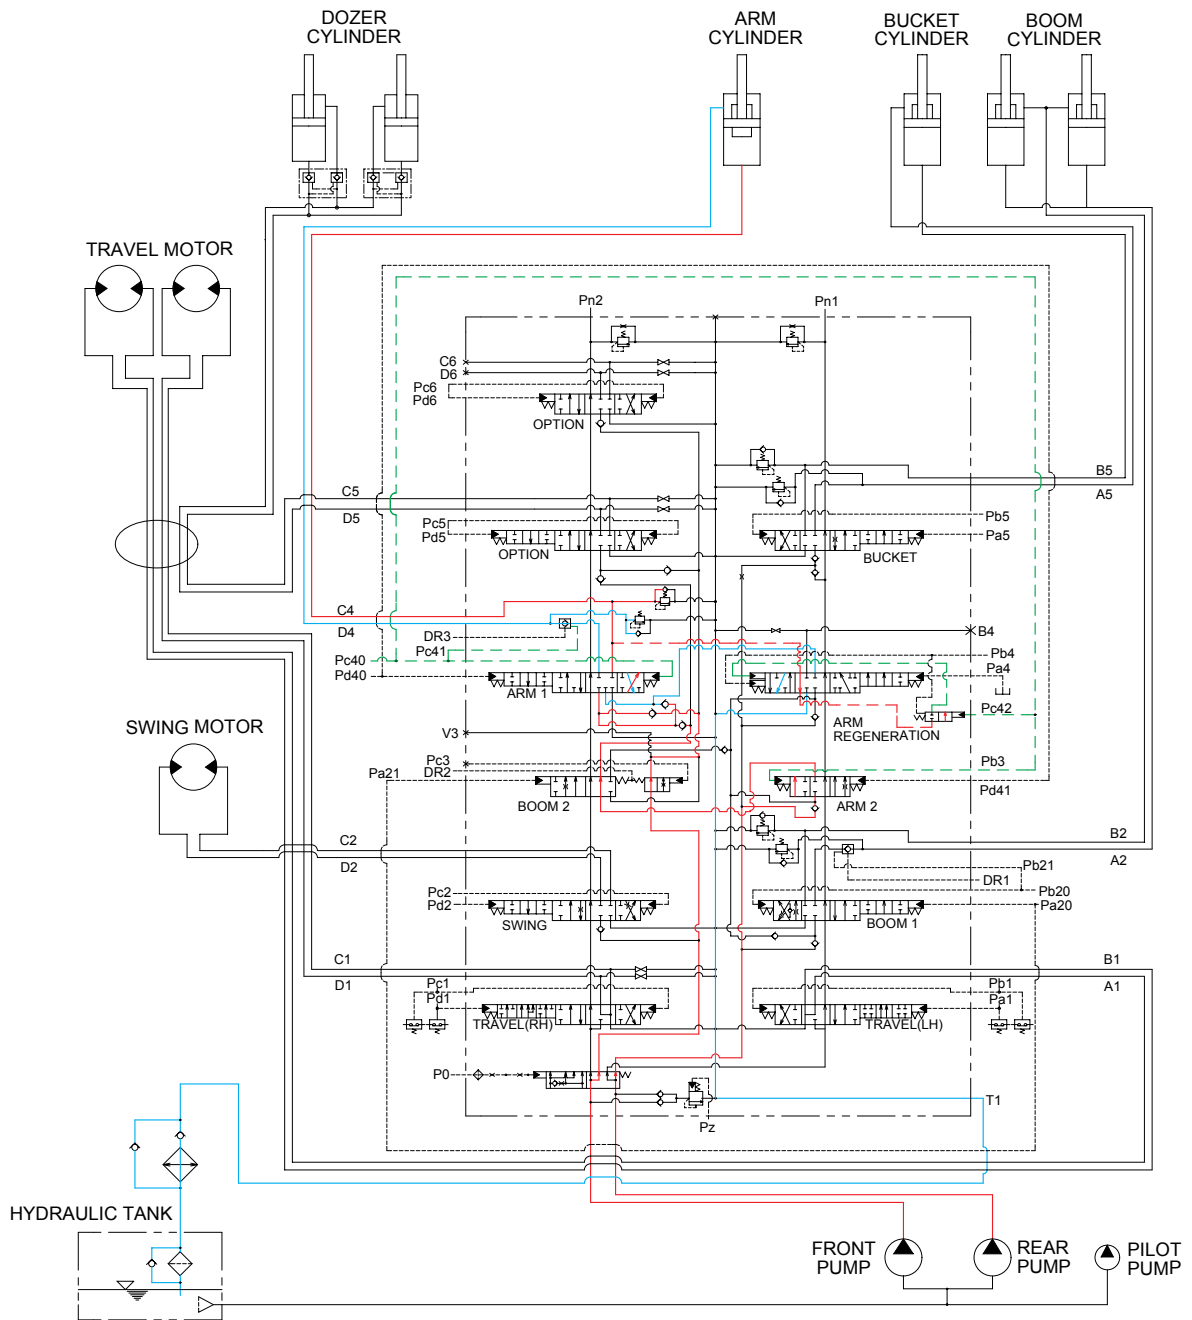 DOZER
CYLINDER
ARM
CYLINDER
BUCKET
CYLINDER
BOOM
CYLINDER
TRAVEL MOTOR
Pn2
Pn1
C6
D6
Pc6
Pd6
OPTION
C5
D5
Pc5
Pd5
OPTION
B5
A5
Pb5
Pa5
BUCKET
C4
D4
DR3
Pc41
Pc40
Pd40
ARM 1
B4
Pb4
Pa4
Pc42
ARM
REGENERATION
SWING MOTOR
V3
Pc3
DR2
Pa21
BOOM 2
Pb3
Pd41
ARM 2
C2
D2
Pc2
Pd2
SWING
B2
A2
Pb21
DR1
Pb20
Pa20
BOOM 1
C1
D1
Pc1
Pd1
TRAVEL(RH)
B1
A1
Pb1
Pa1
TRAVEL(LH)
P0
Pz
T1
HYDRAULIC TANK
FRONT
PUMP
REAR
PUMP
PILOT
PUMP